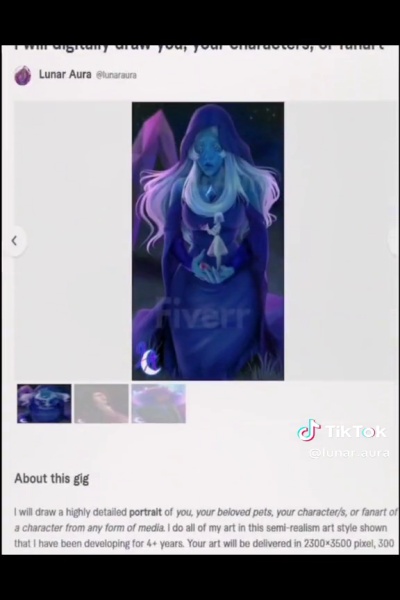 I will digitally draw you, your characters, or fanart
Lunar Aura @lunaraura
fiverr
TikTok
@lunar.aura
About this gig
I will draw a highly detailed portrait of you, your beloved pets, your character/s, or fanart of
a character from any form of media. I do all of my art in this semi-realism art style shown
that I have been developing for 4+ years. Your art will be delivered in 2300×3500 pixel, 300